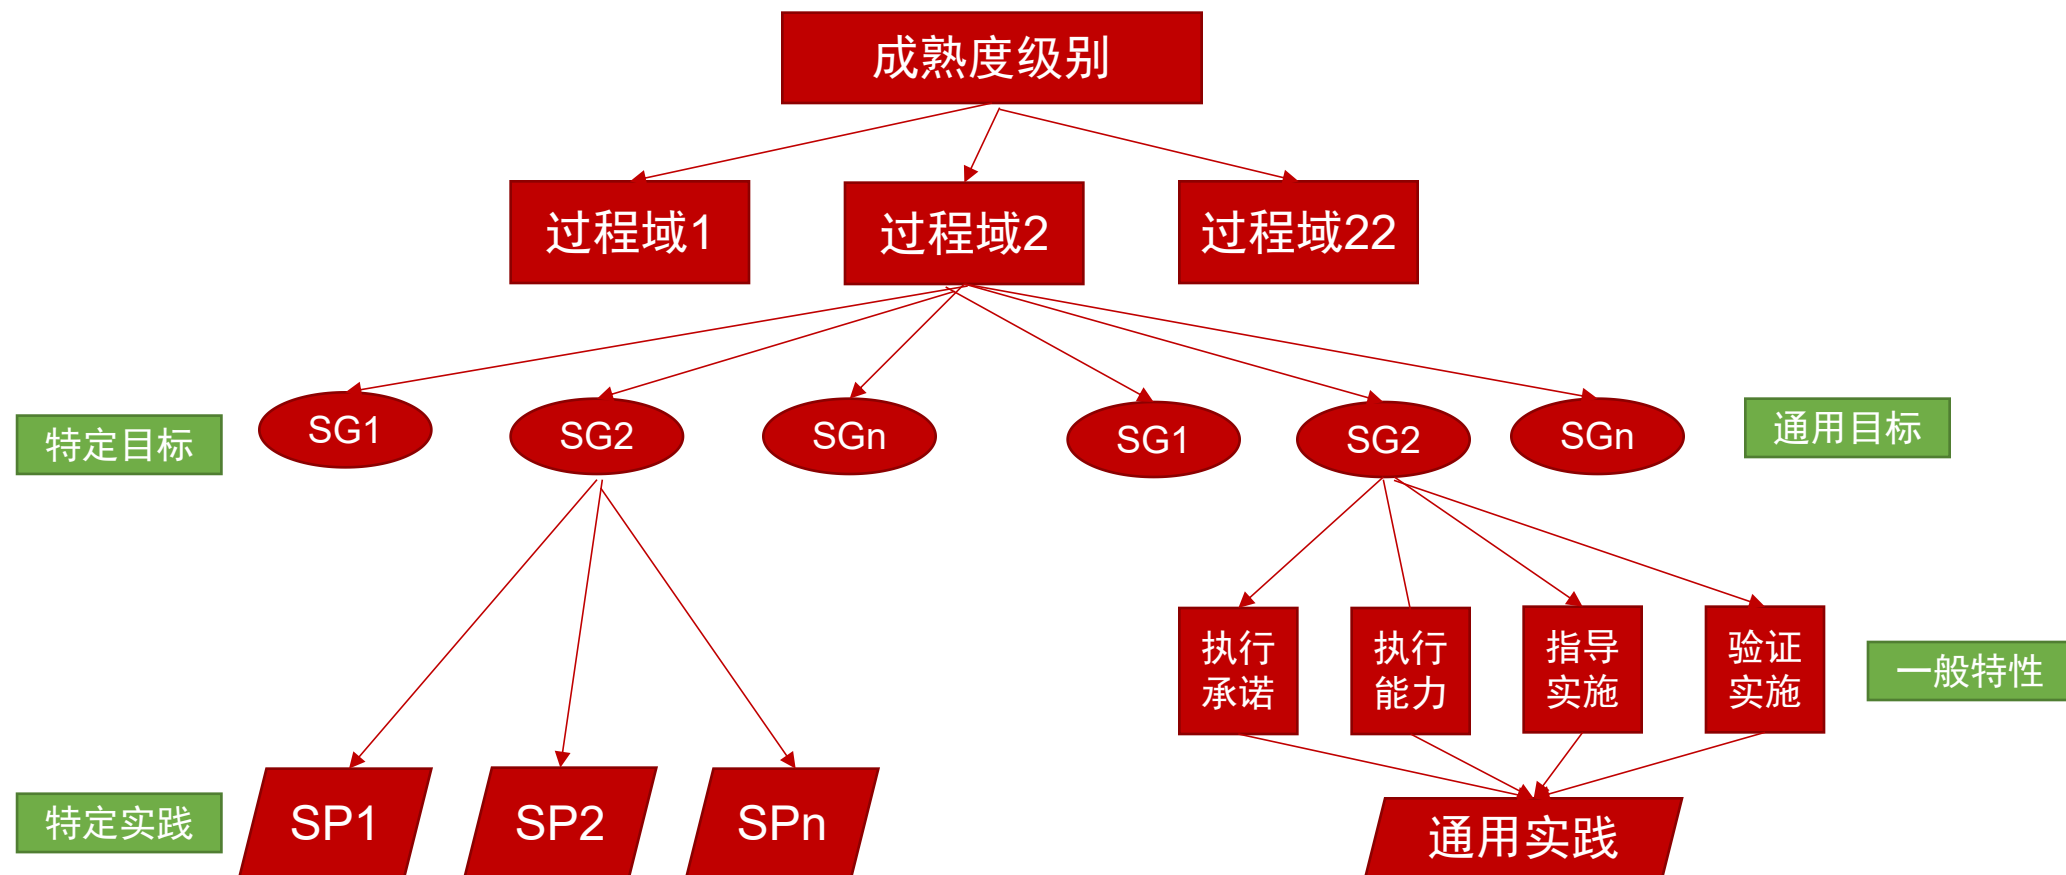 成熟度级别
过程域1
过程域2
过程域22
特定目标
SG1
SG2
SGn
SG1
SG2
SGn
通用目标
执行
承诺
执行
能力
指导
实施
验证
实施
一般特性
特定实践
SP1
SP2
SPn
通用实践